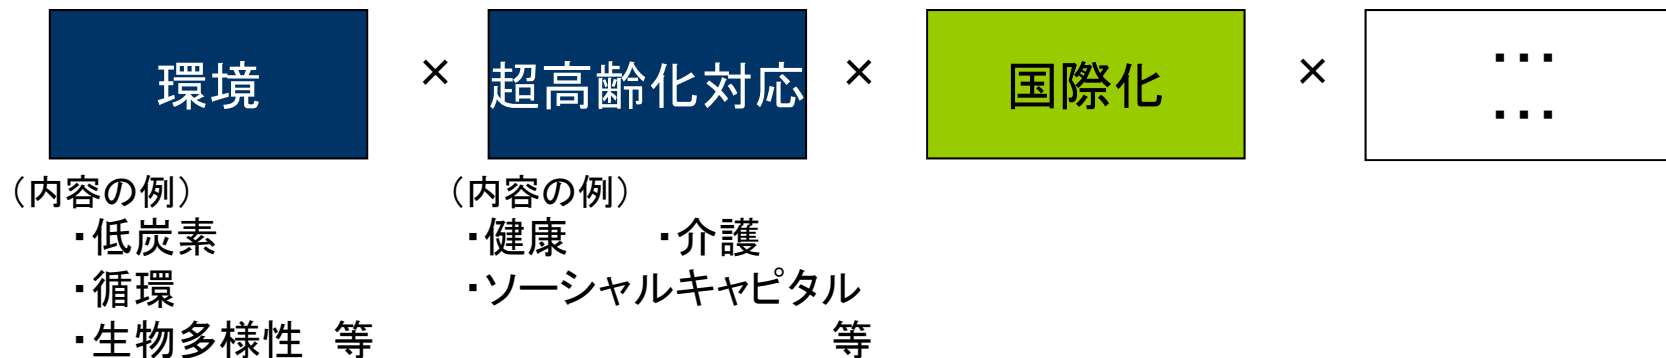 環境 × 超高齢化対応 × 国際化 × ・・・
・・・
（内容の例）
・低炭素
・循環
・生物多様性　等
（内容の例）
・健康　　・介護
・ソーシャルキャピタル
等